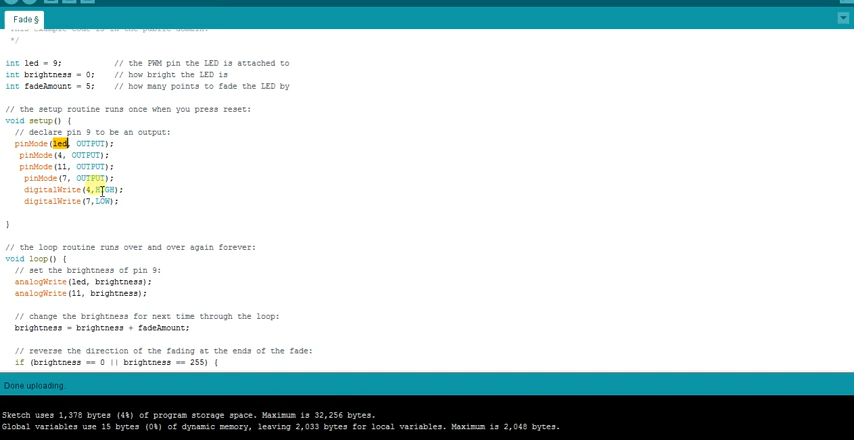 Fade §
This example code is in the public domain.
*/
int led = 9;           // the PWM pin the LED is attached to
int brightness = 0;    // how bright the LED is
int fadeAmount = 5;    // how many points to fade the LED by
// the setup routine runs once when you press reset:
void setup() {
// declare pin 9 to be an output:
pinMode(led, OUTPUT);
pinMode(4, OUTPUT);
pinMode(11, OUTPUT);
pinMode(7, OUTPUT);
digitalWrite(4,HIGH);
digitalWrite(7,LOW);
}
// the loop routine runs over and over again forever:
void loop() {
// set the brightness of pin 9:
analogWrite(led, brightness);
analogWrite(11, brightness);
// change the brightness for next time through the loop:
brightness = brightness + fadeAmount;
// reverse the direction of the fading at the ends of the fade:
if (brightness == 0 || brightness == 255) {
Done uploading.
Sketch uses 1,378 bytes (4%) of program storage space. Maximum is 32,256 bytes.
Global variables use 15 bytes (0%) of dynamic memory, leaving 2,033 bytes for local variables. Maximum is 2,048 bytes.